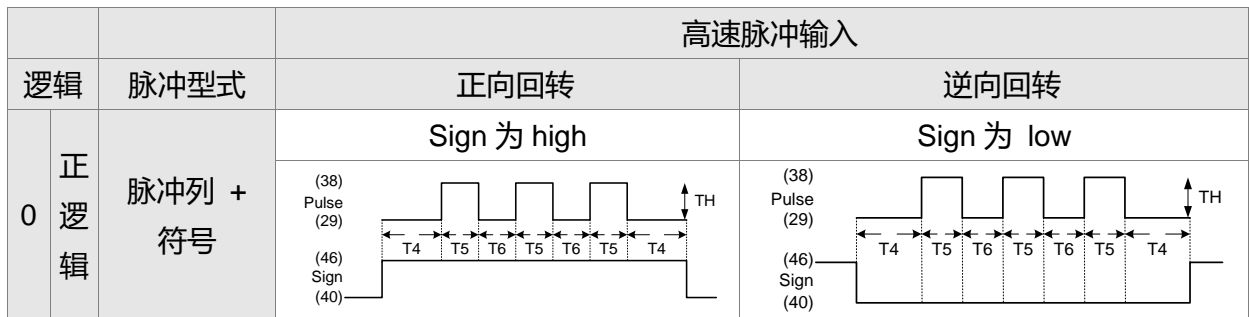 高速脉冲输入
逻辑 脉冲型式 正向回转 逆向回转
0 正逻辑 脉冲列 + 符号
Sign 为 high
(38)
Pulse
(29)
TH
T4 T5 T6 T5 T6 T5 T4
(46)
Sign
(40)
Sign 为 low
(38)
Pulse
(29)
TH
T4 T5 T6 T5 T6 T5 T4
(46)
Sign
(40)